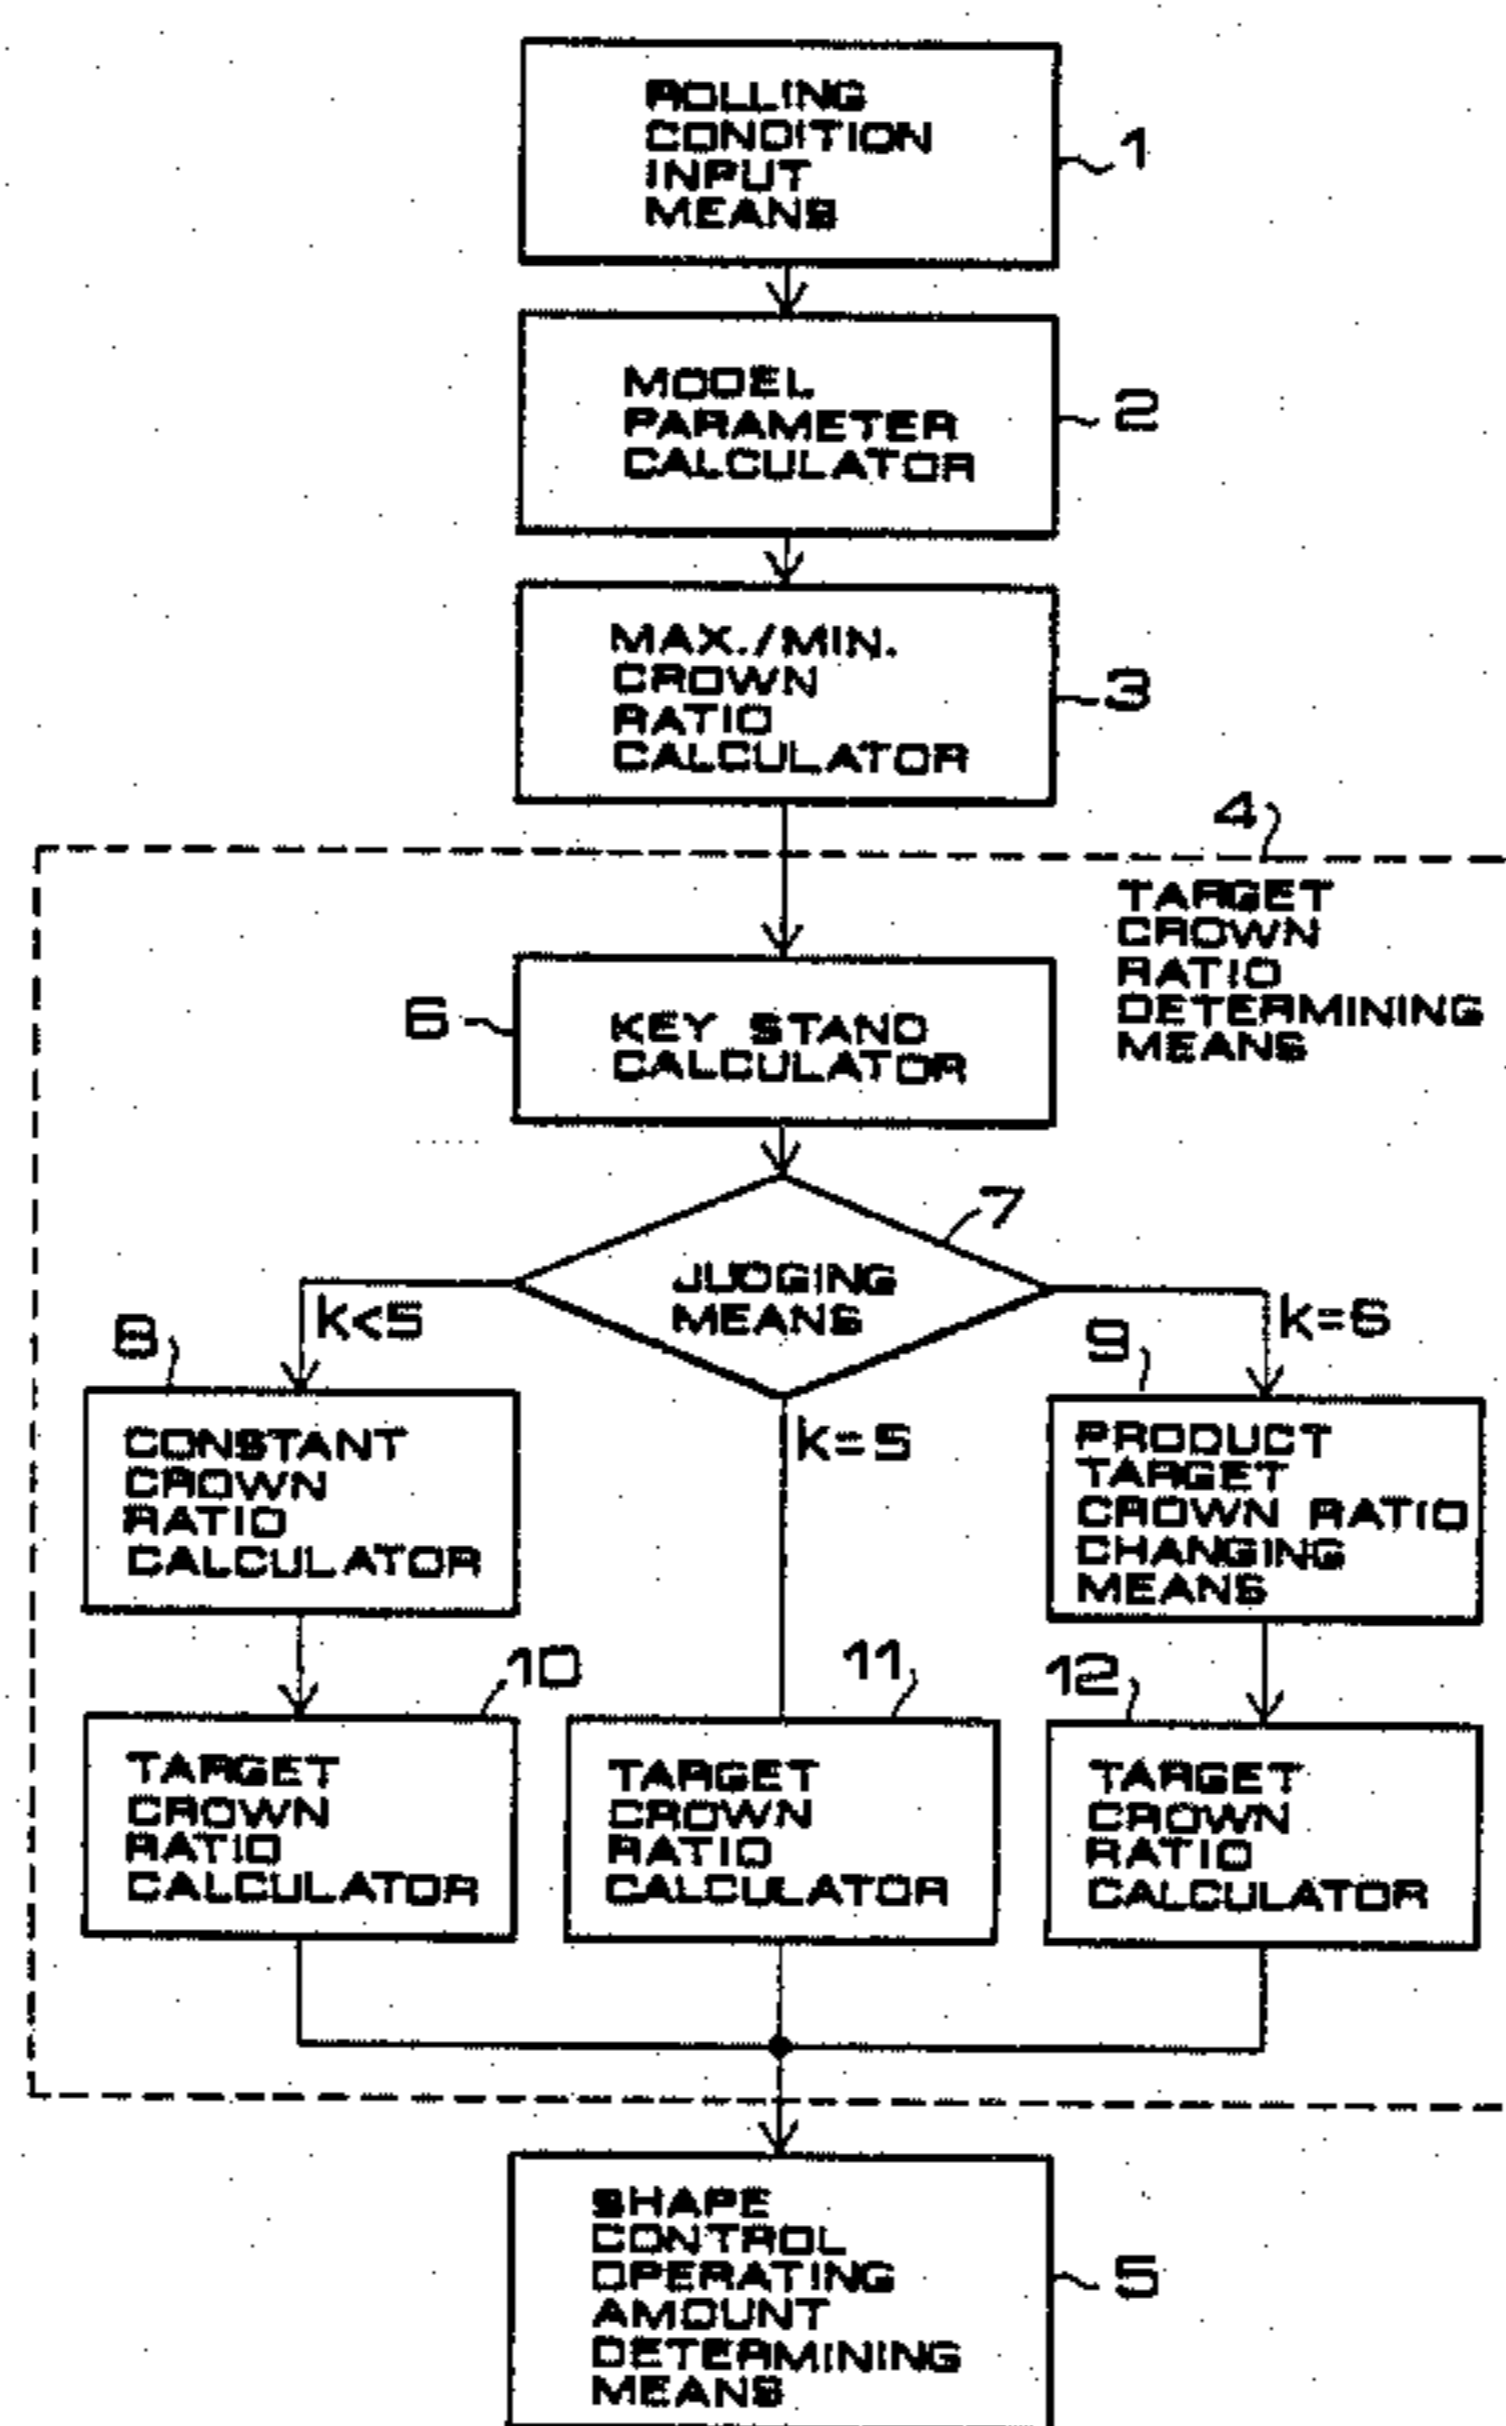 ROLLING
CONDITION
INPUT
MEANS
1
MODEL
PARAMETER
CALCULATOR
2
MAX./MIN.
CROWN
RATIO
CALCULATOR
3
4
TARGET
CROWN
RATIO
DETERMINING
MEANS
6
KEY STAND
CALCULATOR
7
JUDGING
MEANS
k<5
k=5
k=6
8
CONSTANT
CROWN
RATIO
CALCULATOR
9
PRODUCT
TARGET
CROWN RATIO
CHANGING
MEANS
10
TARGET
CROWN
RATIO
CALCULATOR
11
TARGET
CROWN
RATIO
CALCULATOR
12
TARGET
CROWN
RATIO
CALCULATOR
SHAPE
CONTROL
OPERATING
AMOUNT
DETERMINING
MEANS
5